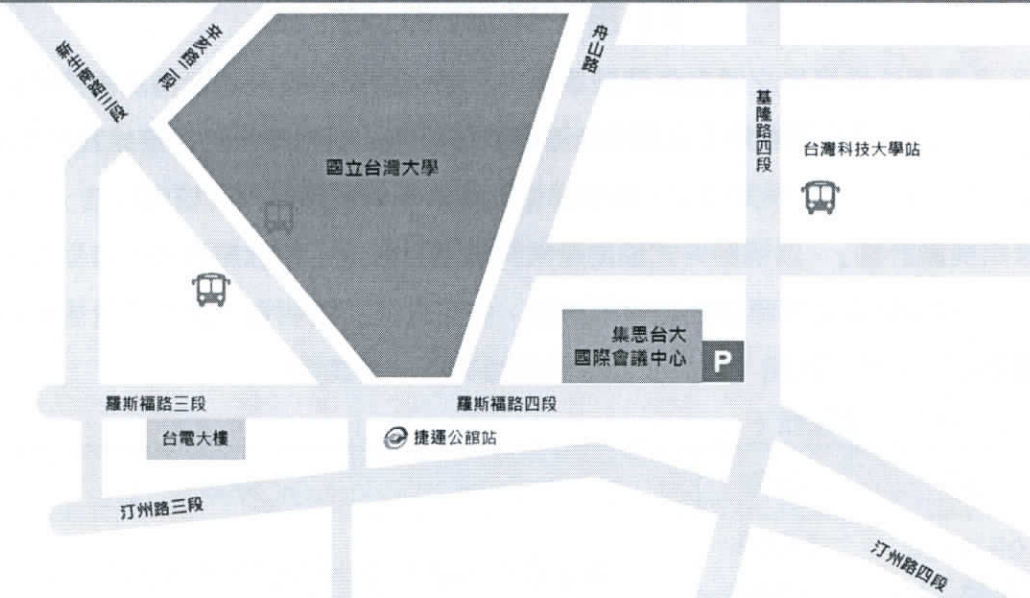 新生南路三段
辛亥路二段
舟山路
基隆路四段
台灣科技大學站
國立台灣大學
集思台大
國際會議中心
P
羅斯福路三段
羅斯福路四段
台電大樓
捷運公館站
汀州路三段
汀州路四段